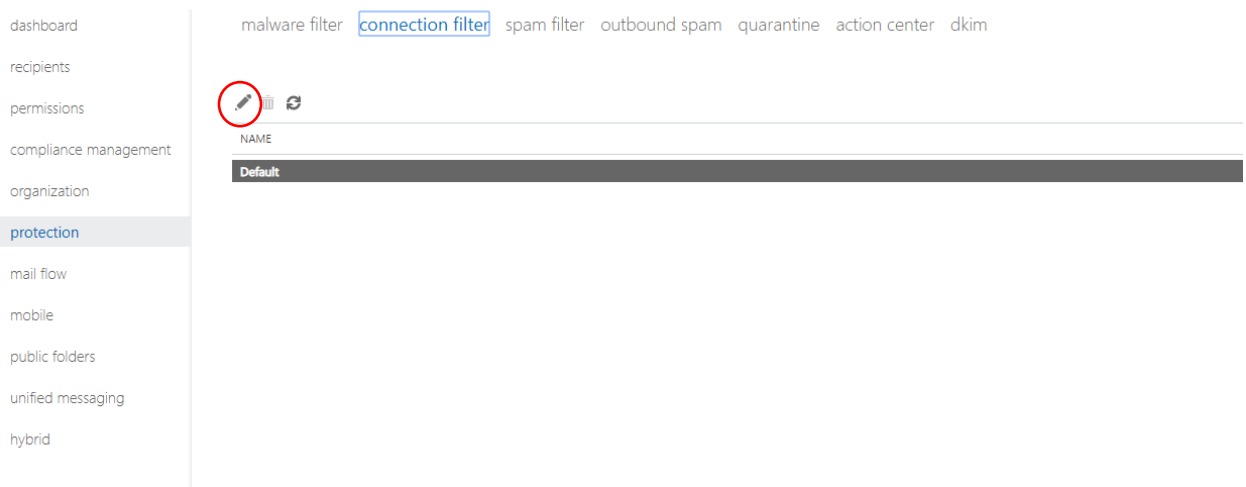 dashboard
recipients
permissions
compliance management
organization
protection
mail flow
mobile
public folders
unified messaging
hybrid
malware filter connection filter spam filter outbound spam quarantine action center dkim
NAME
Default